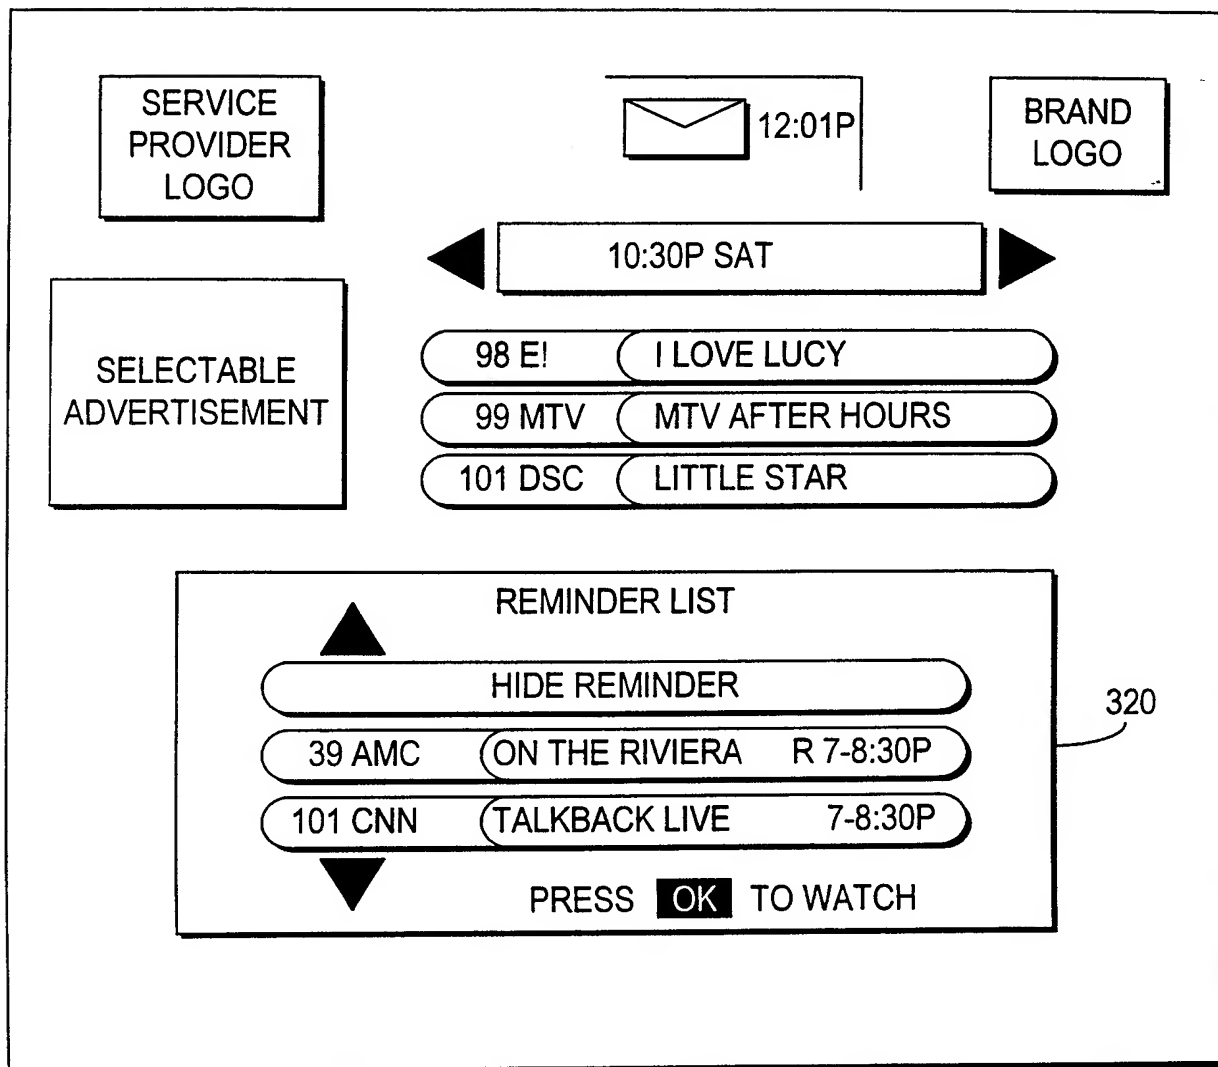 SERVICE
PROVIDER
LOGO
12:01P
BRAND
LOGO
10:30P SAT
SELECTABLE
ADVERTISEMENT
98 E! I LOVE LUCY
99 MTV MTV AFTER HOURS
101 DSC LITTLE STAR
REMINDER LIST
HIDE REMINDER
320
39 AMC ON THE RIVIERA R 7-8:30P
101 CNN TALKBACK LIVE 7-8:30P
PRESS OK TO WATCH